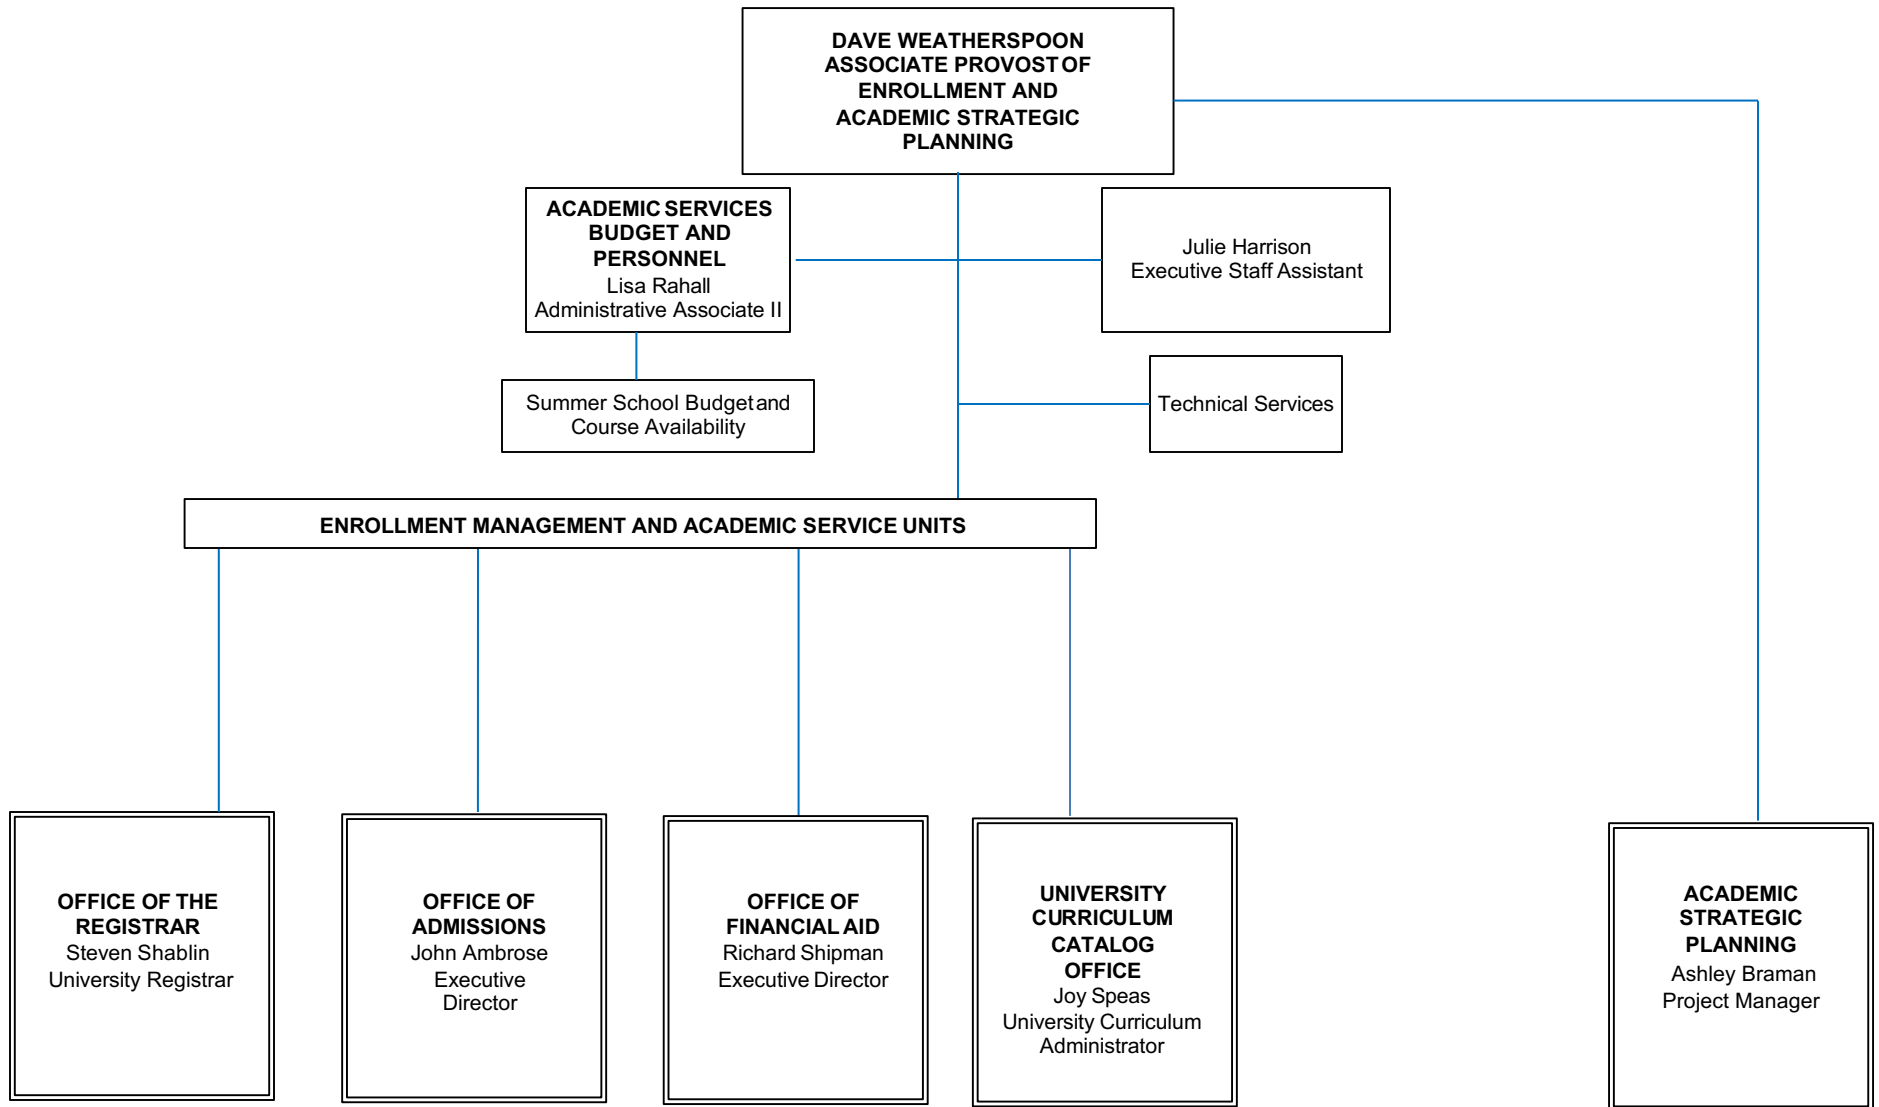 DAVE WEATHERSPOON
ASSOCIATE PROVOST OF
ENROLLMENT AND
ACADEMIC STRATEGIC
PLANNING
ACADEMIC SERVICES
BUDGET AND
PERSONNEL
Lisa Rahall
Administrative Associate II
Julie Harrison
Executive Staff Assistant
Summer School Budget and
Course Availability
Technical Services
ENROLLMENT MANAGEMENT AND ACADEMIC SERVICE UNITS
OFFICE OF THE
REGISTRAR
Steven Shablin
University Registrar
OFFICE OF
ADMISSIONS
John Ambrose
Executive
Director
OFFICE OF
FINANCIAL AID
Richard Shipman
Executive Director
UNIVERSITY
CURRICULUM
CATALOG
OFFICE
Joy Speas
University Curriculum
Administrator
ACADEMIC
STRATEGIC
PLANNING
Ashley Braman
Project Manager